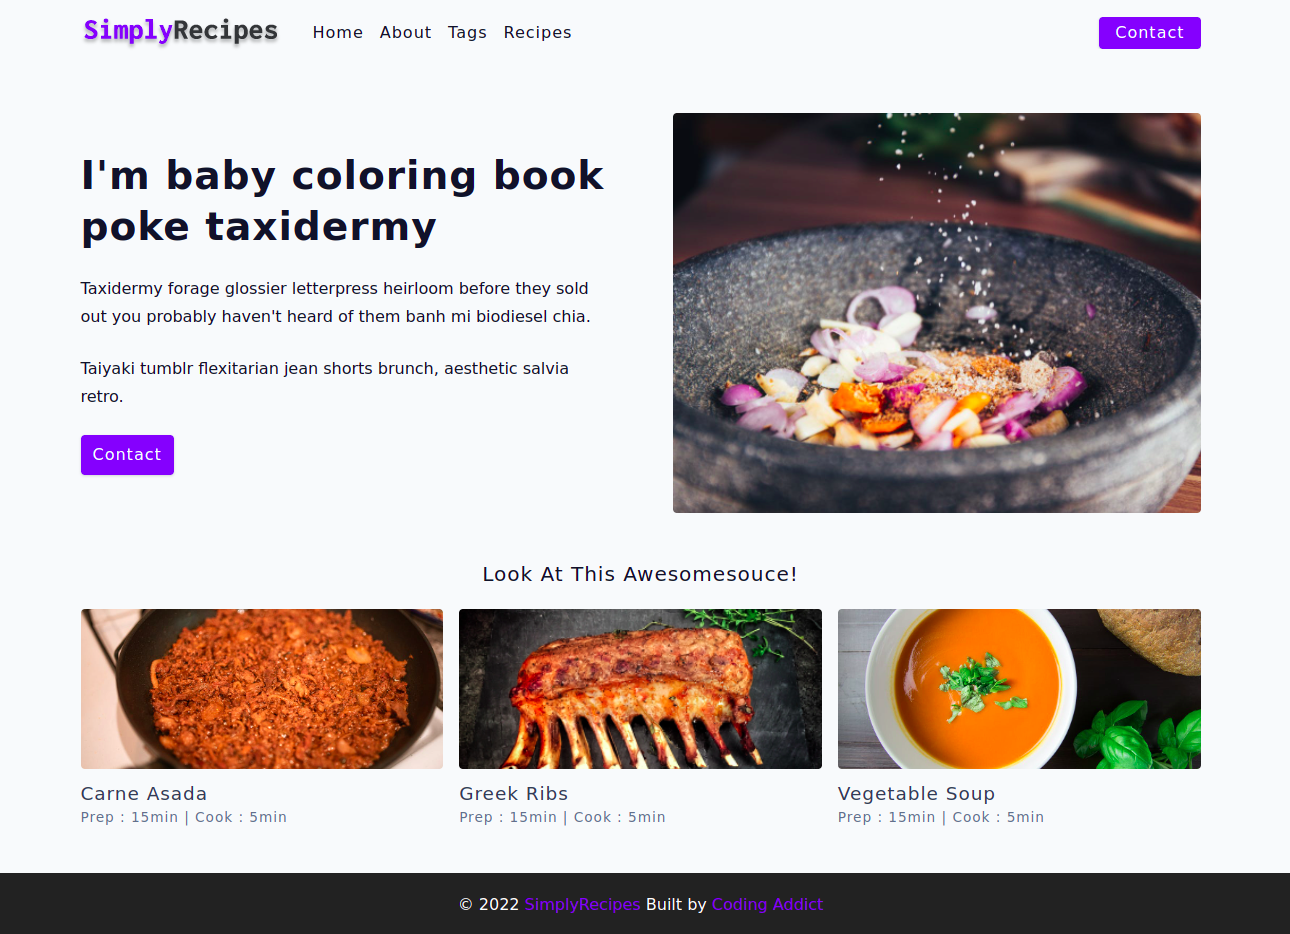 SimplyRecipes Home About Tags Recipes Contact
I'm baby coloring book
poke taxidermy
Taxidermy forage glossier letterpress heirloom before they sold
out you probably haven't heard of them banh mi biodiesel chia.
Taiyaki tumblr flexitarian jean shorts brunch, aesthetic salvia
retro.
Contact
Look At This Awesomesouce!
Carne Asada
Prep : 15min | Cook : 5min
Greek Ribs
Prep : 15min | Cook : 5min
Vegetable Soup
Prep : 15min | Cook : 5min
© 2022 SimplyRecipes Built by Coding Addict